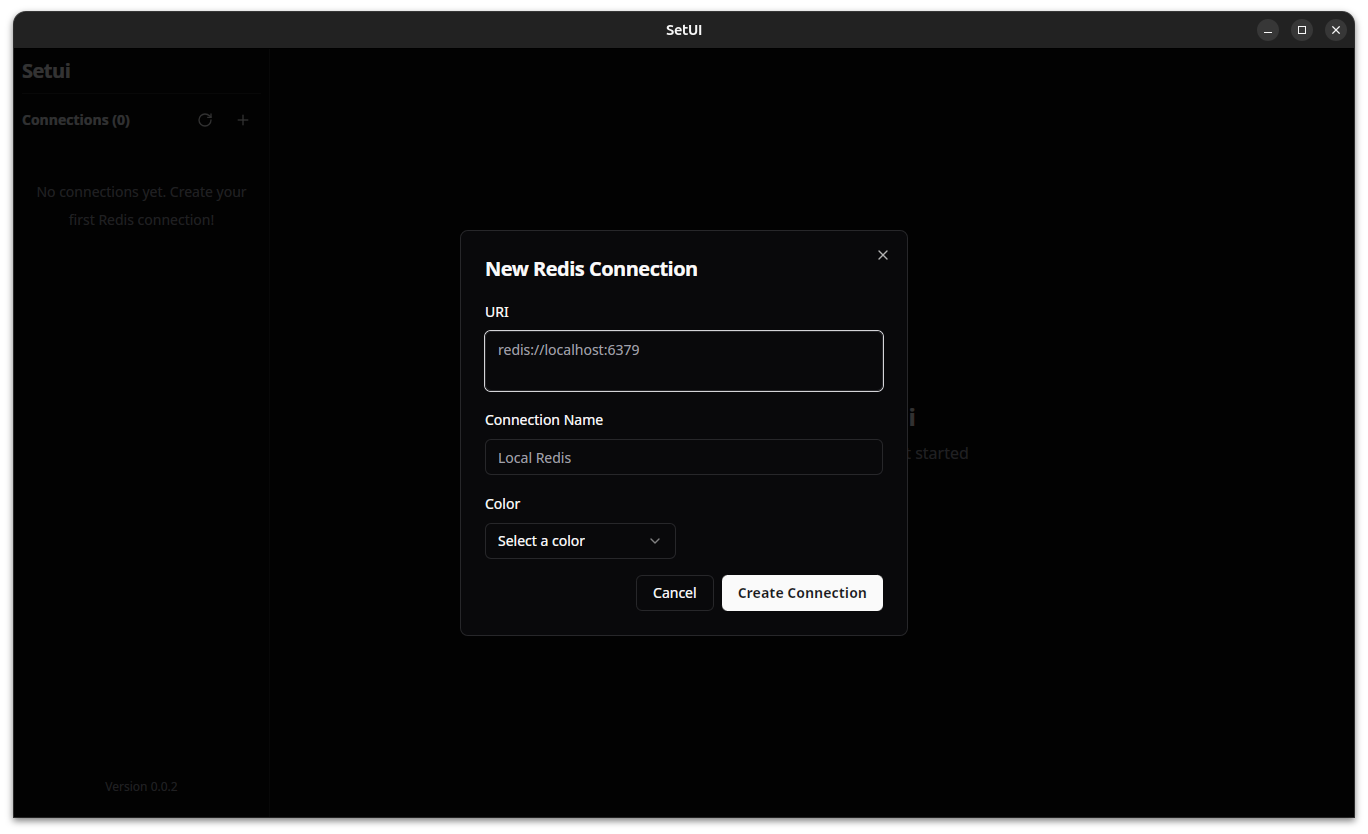 SetUI
Setui
Connections (0)
No connections yet. Create your
first Redis connection!
New Redis Connection
URI
redis://localhost:6379
Connection Name
Local Redis
Color
Select a color
Cancel
Create Connection
started
Version 0.0.2